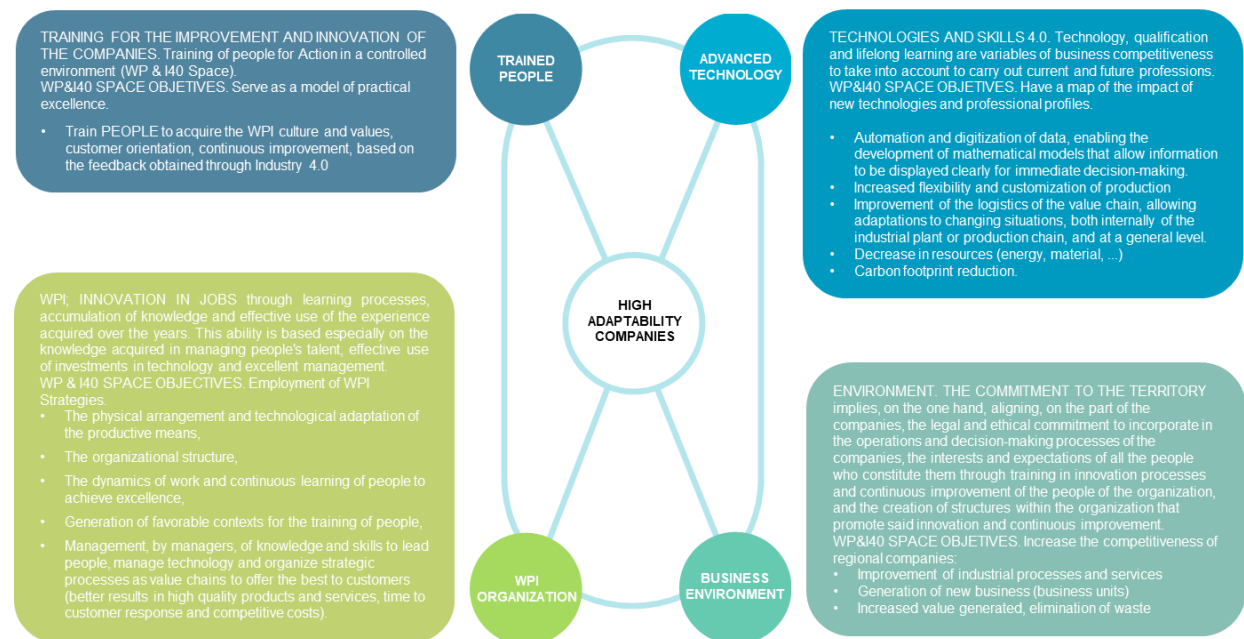 TRAINING FOR THE IMPROVEMENT AND INNOVATION OF
THE COMPANIES. Training of people for Action in a controlled
environment (WP & I40 Space).
WP&I40 SPACE OBJETIVES. Serve as a model of practical
excellence.
• Train PEOPLE to acquire the WPI culture and values,
customer orientation, continuous improvement, based on
the feedback obtained through Industry 4.0
TRAINED
PEOPLE
ADVANCED
TECHNOLOGY
TECHNOLOGIES AND SKILLS 4.0. Technology, qualification
and lifelong learning are variables of business competitiveness
to take into account to carry out current and future professions.
WP&I40 SPACE OBJETIVES. Have a map of the impact of
new technologies and professional profiles.
• Automation and digitization of data, enabling the
development of mathematical models that allow information
to be displayed clearly for immediate decision-making.
• Increased flexibility and customization of production
• Improvement of the logistics of the value chain, allowing
adaptations to changing situations, both internally of the
industrial plant or production chain, and at a general level.
• Decrease in resources (energy, material, ...)
• Carbon footprint reduction.
HIGH
ADAPTABILITY
COMPANIES
WPI; INNOVATION IN JOBS through learning processes,
accumulation of knowledge and effective use of the experience
acquired over the years. This ability is based especially on the
knowledge acquired in managing people's talent, effective use
of investments in technology and excellent management.
WP & I40 SPACE OBJECTIVES. Employment of WPI
Strategies.
• The physical arrangement and technological adaptation of
the productive means,
• The organizational structure,
• The dynamics of work and continuous learning of people to
achieve excellence,
• Generation of favorable contexts for the training of people,
• Management, by managers, of knowledge and skills to lead
people, manage technology and organize strategic
processes as value chains to offer the best to customers
(better results in high quality products and services, time to
customer response and competitive costs).
WPI
ORGANIZATION
BUSINESS
ENVIRONMENT
ENVIRONMENT. THE COMMITMENT TO THE TERRITORY
implies, on the one hand, aligning, on the part of the
companies, the legal and ethical commitment to incorporate in
the operations and decision-making processes of the
companies, the interests and expectations of all the people
who constitute them through training in innovation processes
and continuous improvement of the people of the organization,
and the creation of structures within the organization that
promote said innovation and continuous improvement.
WP&I40 SPACE OBJETIVES. Increase the competitiveness of
regional companies:
• Improvement of industrial processes and services
• Generation of new business (business units)
• Increased value generated, elimination of waste